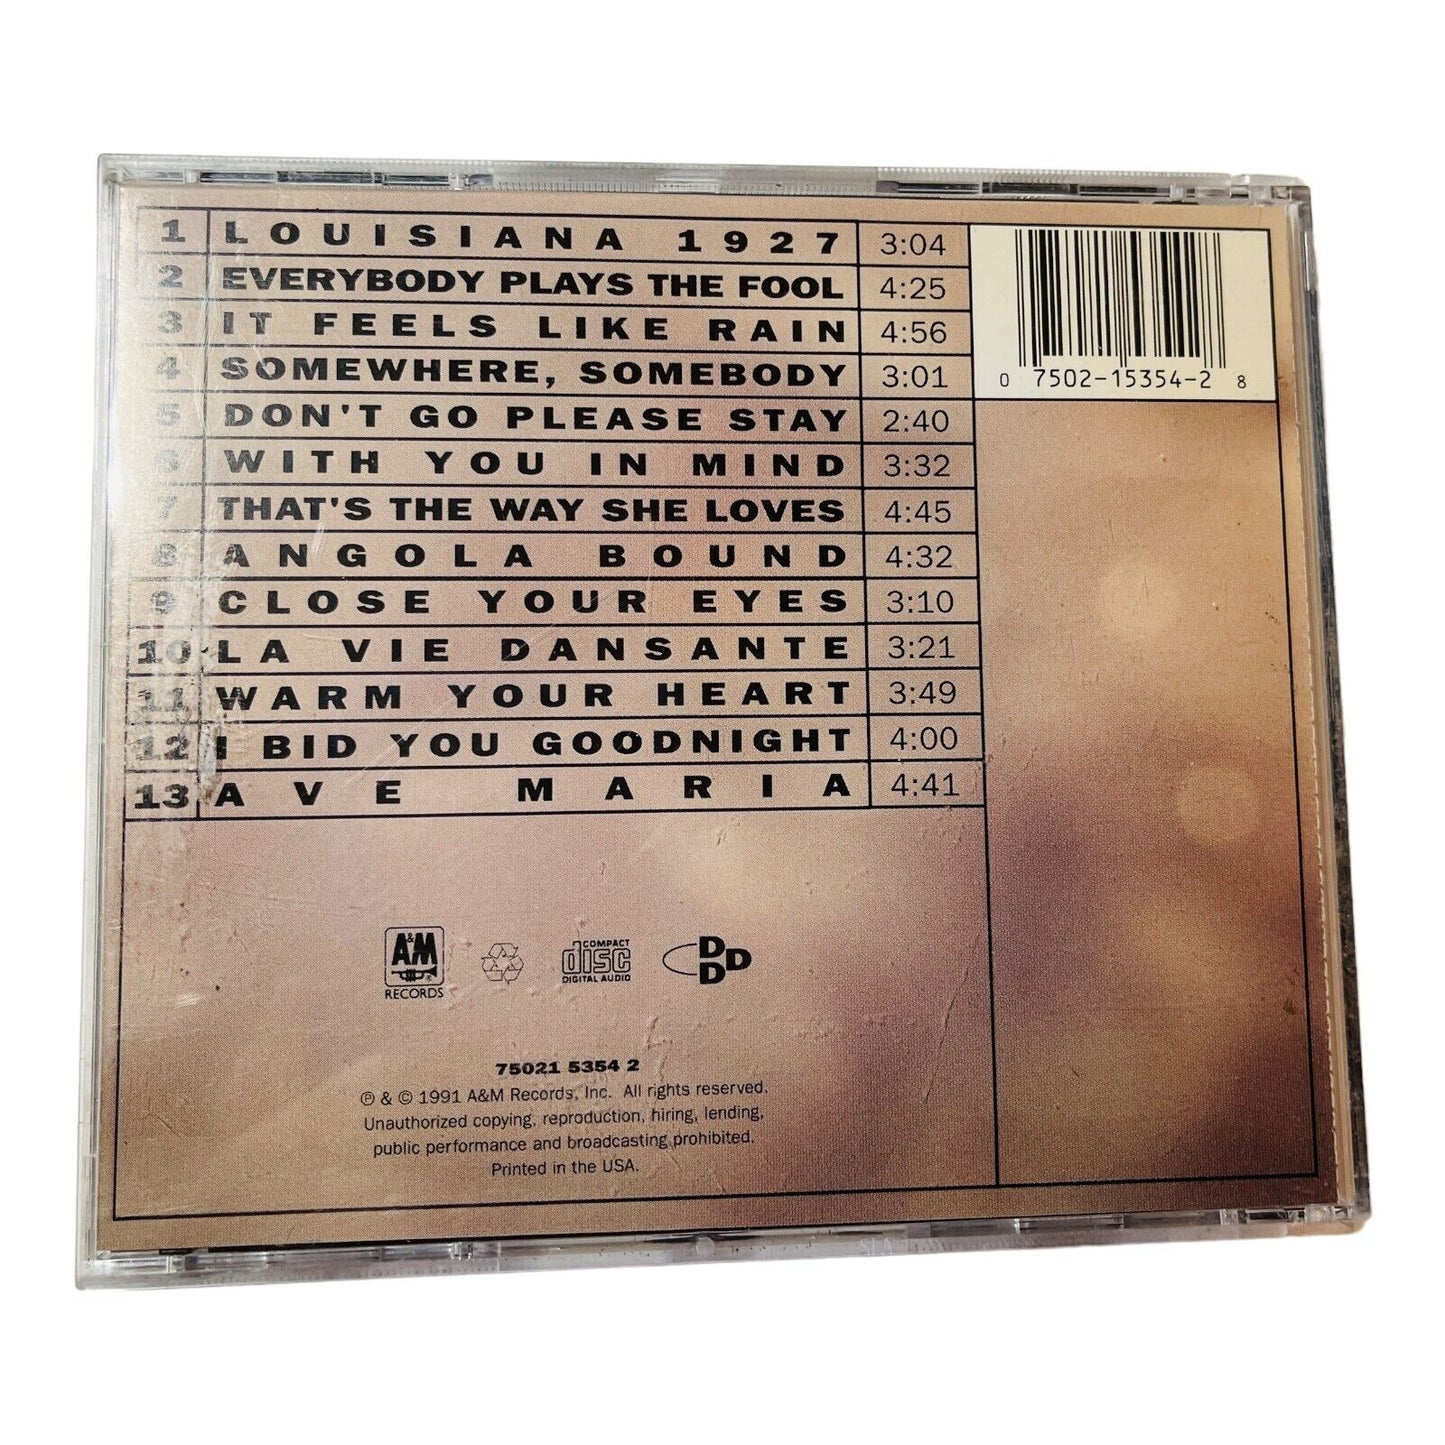 1 LOUISIANA 1927 3:04
2 EVERYBODY PLAYS THE FOOL 4:25
3 IT FEELS LIKE RAIN 4:56
4 SOMEWHERE, SOMEBODY 3:01
5 DON'T GO PLEASE STAY 2:40
6 WITH YOU IN MIND 3:32
7 THAT'S THE WAY SHE LOVES 4:45
8 ANGOLA BOUND 4:32
9 CLOSE YOUR EYES 3:10
10 LA VIE DANSANTE 3:21
11 WARM YOUR HEART 3:49
12 I BID YOU GOODNIGHT 4:00
13 AVE MARIA 4:41
0 7502-15354-2 8
A&M®
RECORDS
COMPACT
disc
DIGITAL AUDIO
DDD
75021 5354 2
℗ & © 1991 A&M Records, Inc. All rights reserved.
Unauthorized copying, reproduction, hiring, lending,
public performance and broadcasting prohibited.
Printed in the USA.